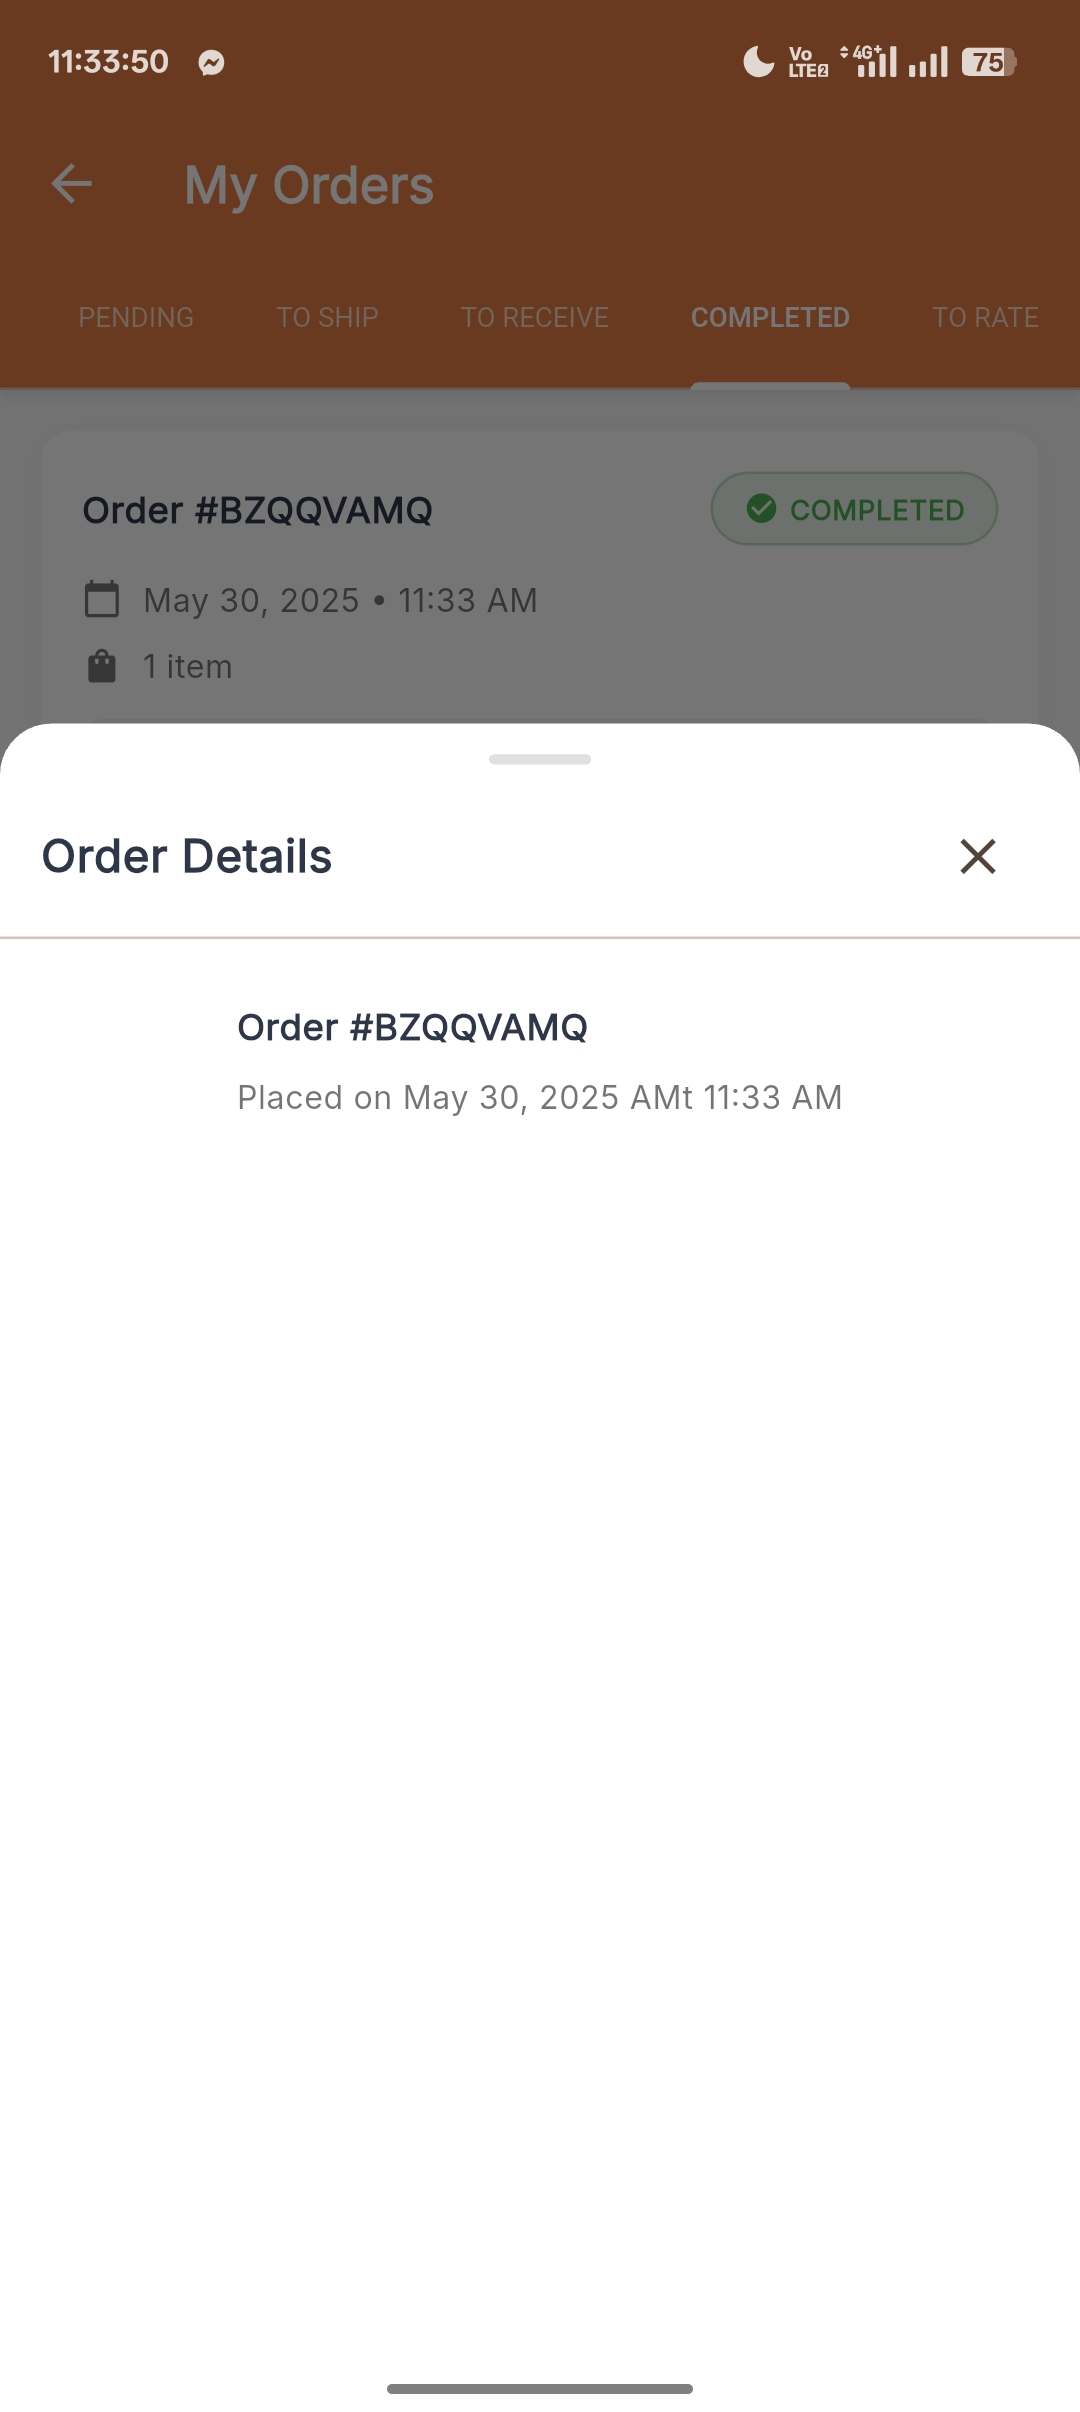 11:33:50
Vo LTE 2 4G+ 75
My Orders
PENDING TO SHIP TO RECEIVE COMPLETED TO RATE
Order #BZQQVAMQ COMPLETED
May 30, 2025 • 11:33 AM
1 item
Order Details
Order #BZQQVAMQ
Placed on May 30, 2025 AMt 11:33 AM